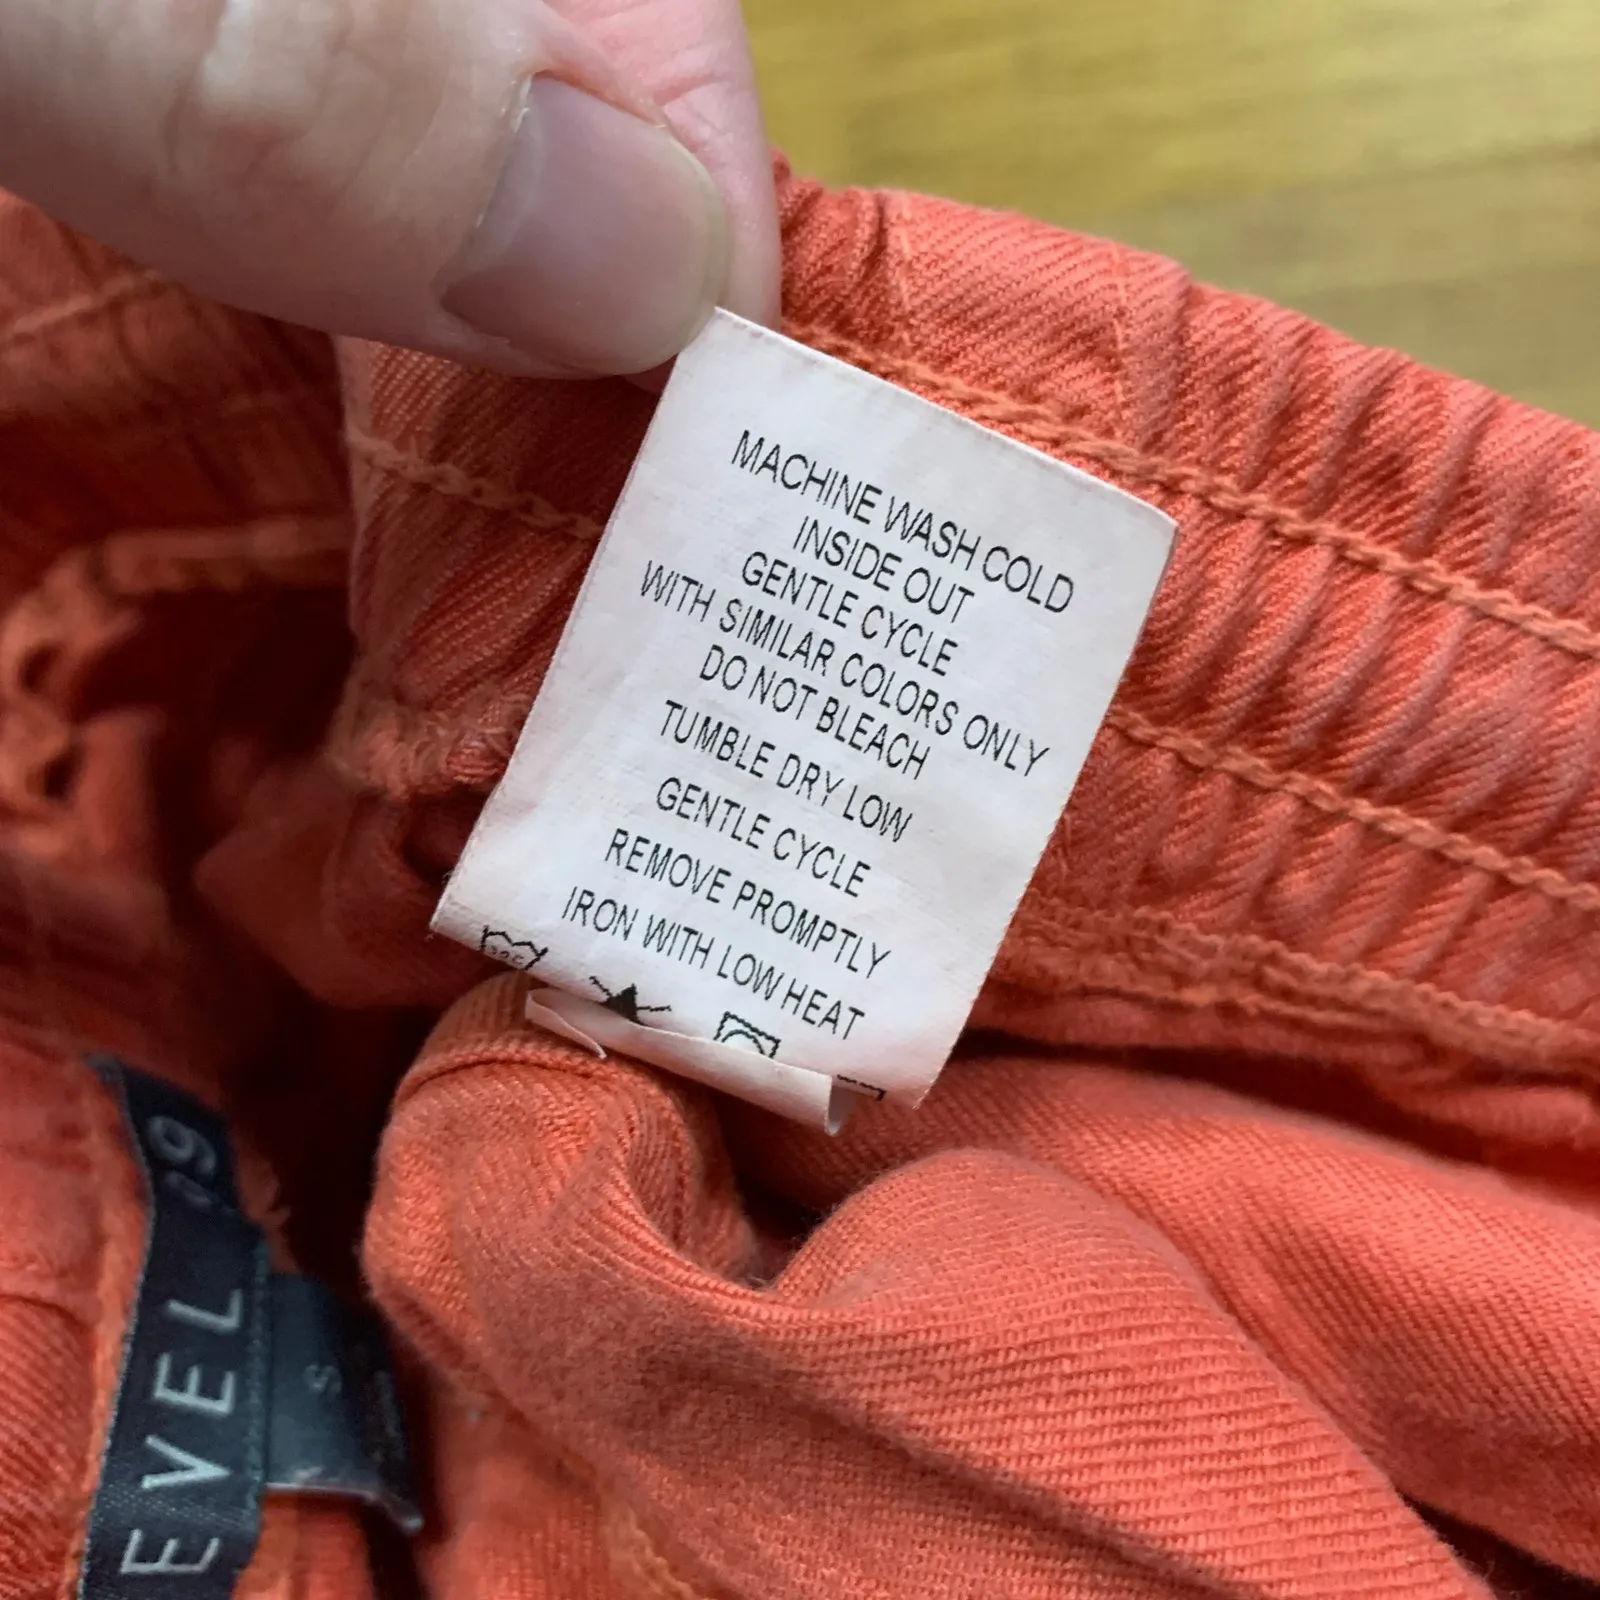 MACHINE WASH COLD
INSIDE OUT
GENTLE CYCLE
WITH SIMILAR COLORS ONLY
DO NOT BLEACH
TUMBLE DRY LOW
GENTLE CYCLE
REMOVE PROMPTLY
IRON WITH LOW HEAT
EVEL
99
S